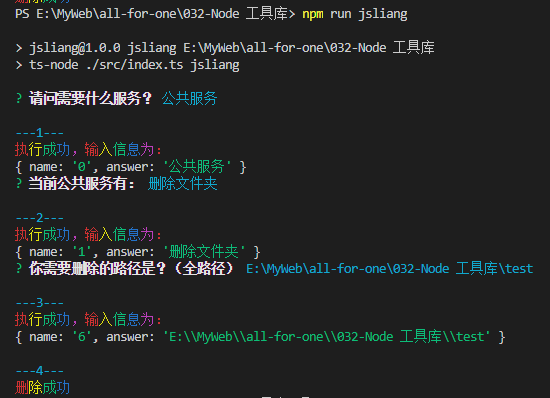 PS E:\MyWeb\all-for-one\032-Node 工具库> npm run jsliang
> jsliang@1.0.0 jsliang E:\MyWeb\all-for-one\032-Node 工具库
> ts-node ./src/index.ts jsliang
? 请问需要什么服务？ 公共服务
---1---
执行成功，输入信息为：
{ name: '0', answer: '公共服务' }
? 当前公共服务有： 删除文件夹
---2---
执行成功，输入信息为：
{ name: '1', answer: '删除文件夹' }
? 你需要删除的路径是？（全路径） E:\MyWeb\all-for-one\032-Node 工具库\test
---3---
执行成功，输入信息为：
{ name: '6', answer: 'E:\\MyWeb\\all-for-one\\032-Node 工具库\\test' }
---4---
删除成功